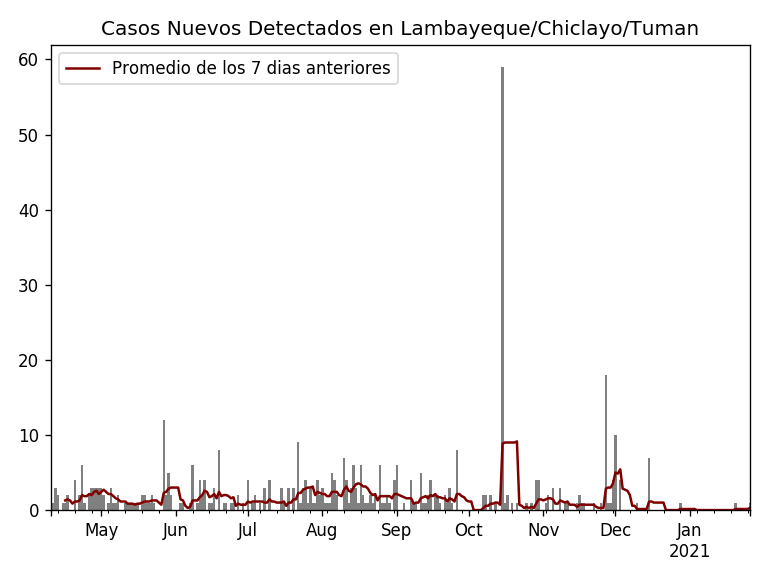 Casos Nuevos Detectados en Lambayeque/Chiclayo/Tuman
Promedio de los 7 dias anteriores
60
50
40
30
20
10
0
May Jun Jul Aug Sep Oct Nov Dec Jan
2021